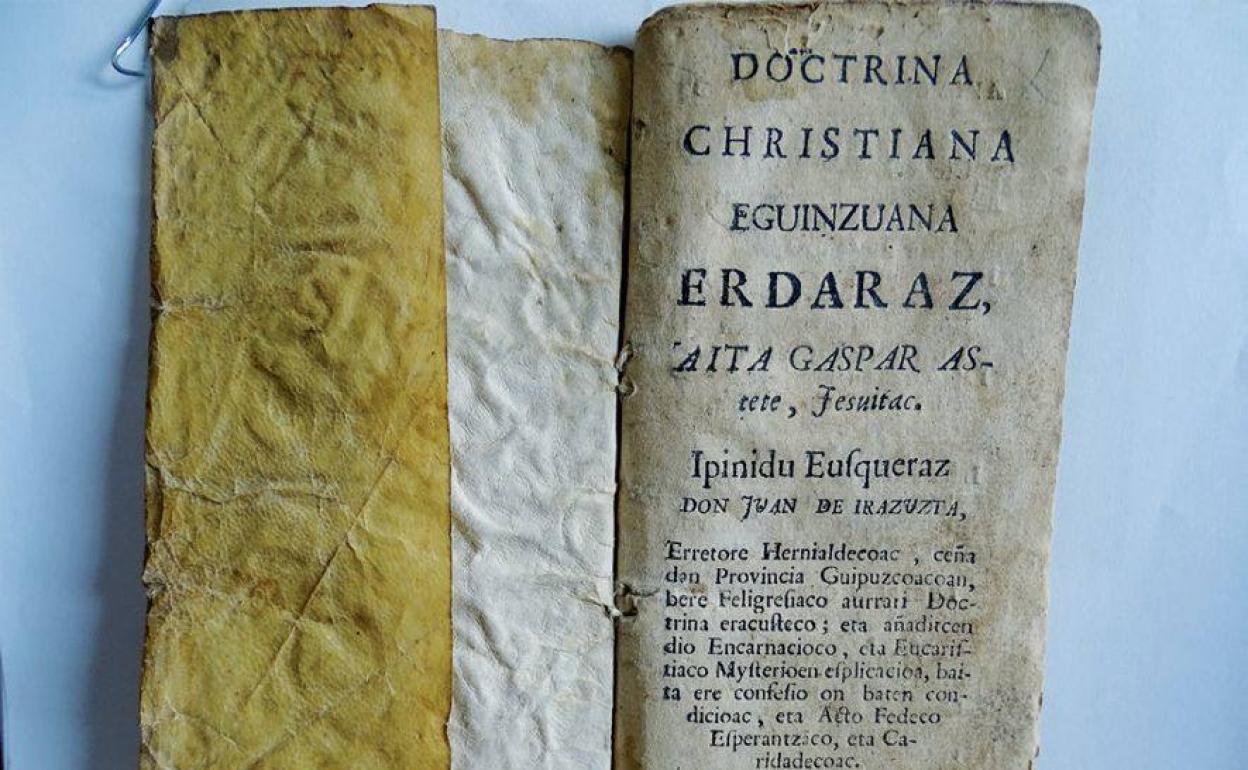 DOCTRINA
CHRISTIANA
EGUINZUANA
ERDARAZ,
AITA GASPAR AS-
tete, Jesuitac.
Ipinidu Euſqueraz
DON JUAN DE IRAZUZTA,
Erretore Hernialdecoac, ceña
dan Provincia Guipuzcoacoan,
bere Feligreſiaco aurrari Doc-
trina eracuſteco; eta añaditcen
dio Encarnacioco, eta Eucariſ-
tiaco Myſterioen eſplicacioa, bai-
ta ere confeſio on baten con-
dicioac, eta Acto Fedeco
Eſperantzaco, eta Ca-
ridadecoac.